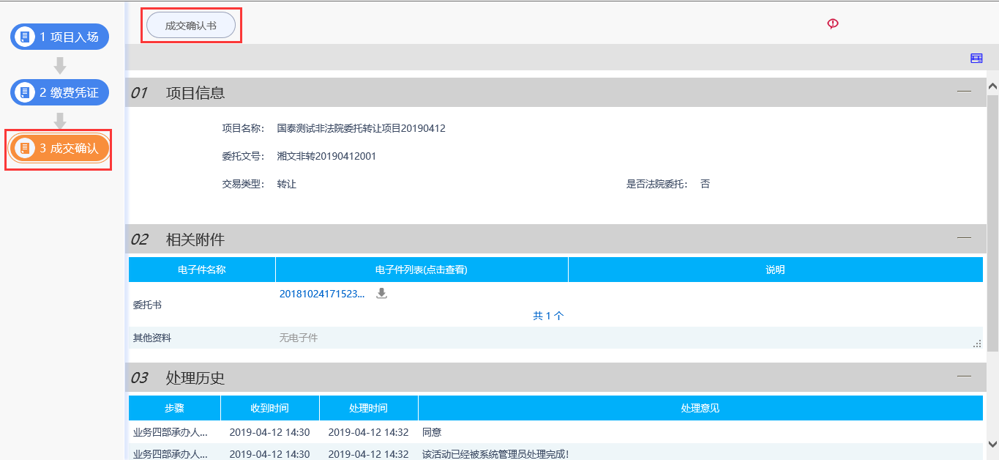 成交确认书
1 项目入场
2 缴费凭证
3 成交确认
01 项目信息
项目名称： 国泰测试非法院委托转让项目20190412
委托文号： 湘文非转20190412001
交易类型： 转让 是否法院委托： 否
02 相关附件
电子件名称 电子件列表(点击查看) 说明
委托书 20181024171523...
共 1 个
其他资料 无电子件
03 处理历史
步骤 收到时间 处理时间 处理意见
业务四部承办人... 2019-04-12 14:30 2019-04-12 14:32 同意
业务四部承办人... 2019-04-12 14:30 2019-04-12 14:32 该活动已经被系统管理员处理完成!